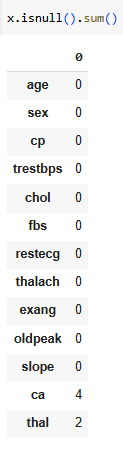 x.isnull().sum()
0
age 0
sex 0
cp 0
trestbps 0
chol 0
fbs 0
restecg 0
thalach 0
exang 0
oldpeak 0
slope 0
ca 4
thal 2